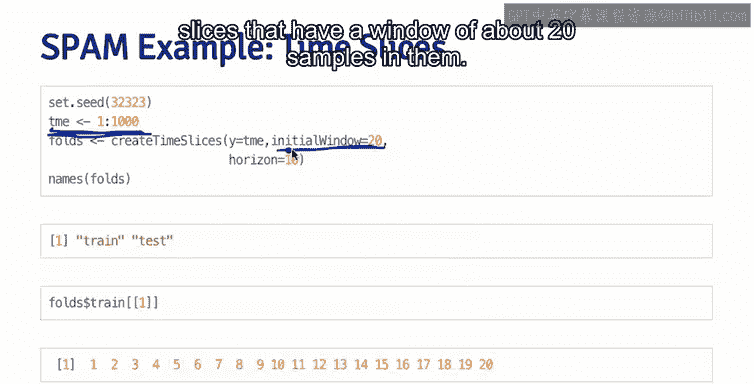 slices that have a window of about 20
samples in them.
SPAM Example: Time Slices
set.seed(32323)
tme <- 1:1000
folds <- createTimeSlices(y=tme,initialWindow=20,
horizon=10)
names(folds)
[1] "train" "test"
folds$train[[1]]
[1] 1 2 3 4 5 6 7 8 9 10 11 12 13 14 15 16 17 18 19 20